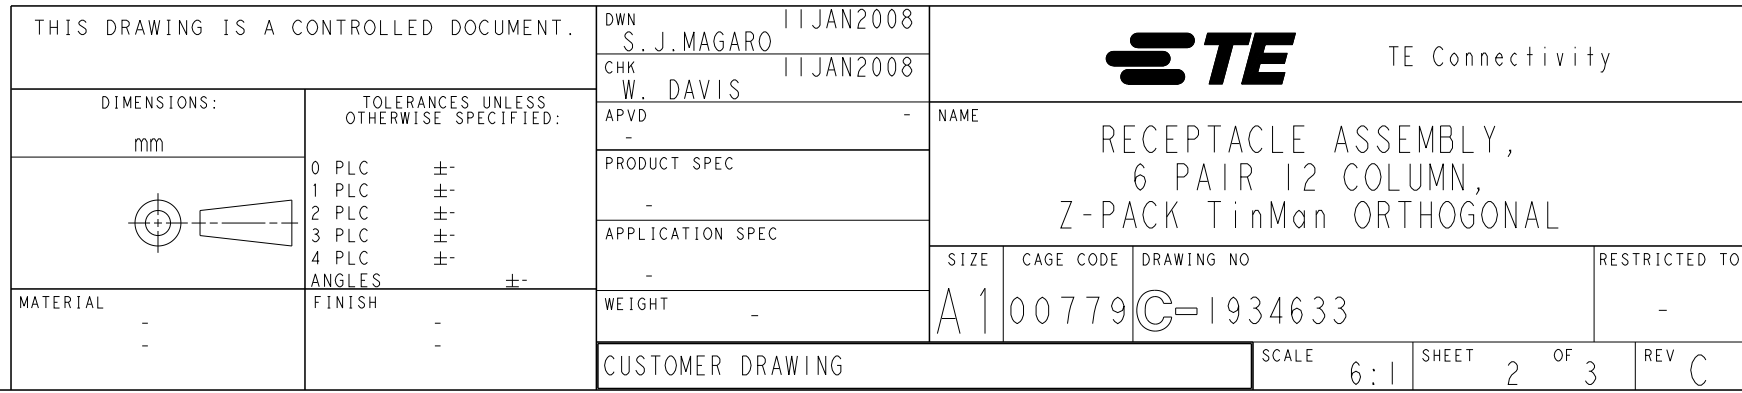 THIS DRAWING IS A CONTROLLED DOCUMENT.
DIMENSIONS:
mm
TOLERANCES UNLESS
OTHERWISE SPECIFIED:
0 PLC ±-
1 PLC ±-
2 PLC ±-
3 PLC ±-
4 PLC ±-
ANGLES ±-
MATERIAL
-
-
FINISH
-
-
DWN 11JAN2008
S.J.MAGARO
CHK 11JAN2008
W. DAVIS
APVD -
-
PRODUCT SPEC
-
APPLICATION SPEC
-
WEIGHT -
CUSTOMER DRAWING
TE TE Connectivity
NAME
RECEPTACLE ASSEMBLY,
6 PAIR 12 COLUMN,
Z-PACK TinMan ORTHOGONAL
SIZE CAGE CODE DRAWING NO RESTRICTED TO
A1 00779 C-1934633 -
SCALE 6:1 SHEET 2 OF 3 REV C